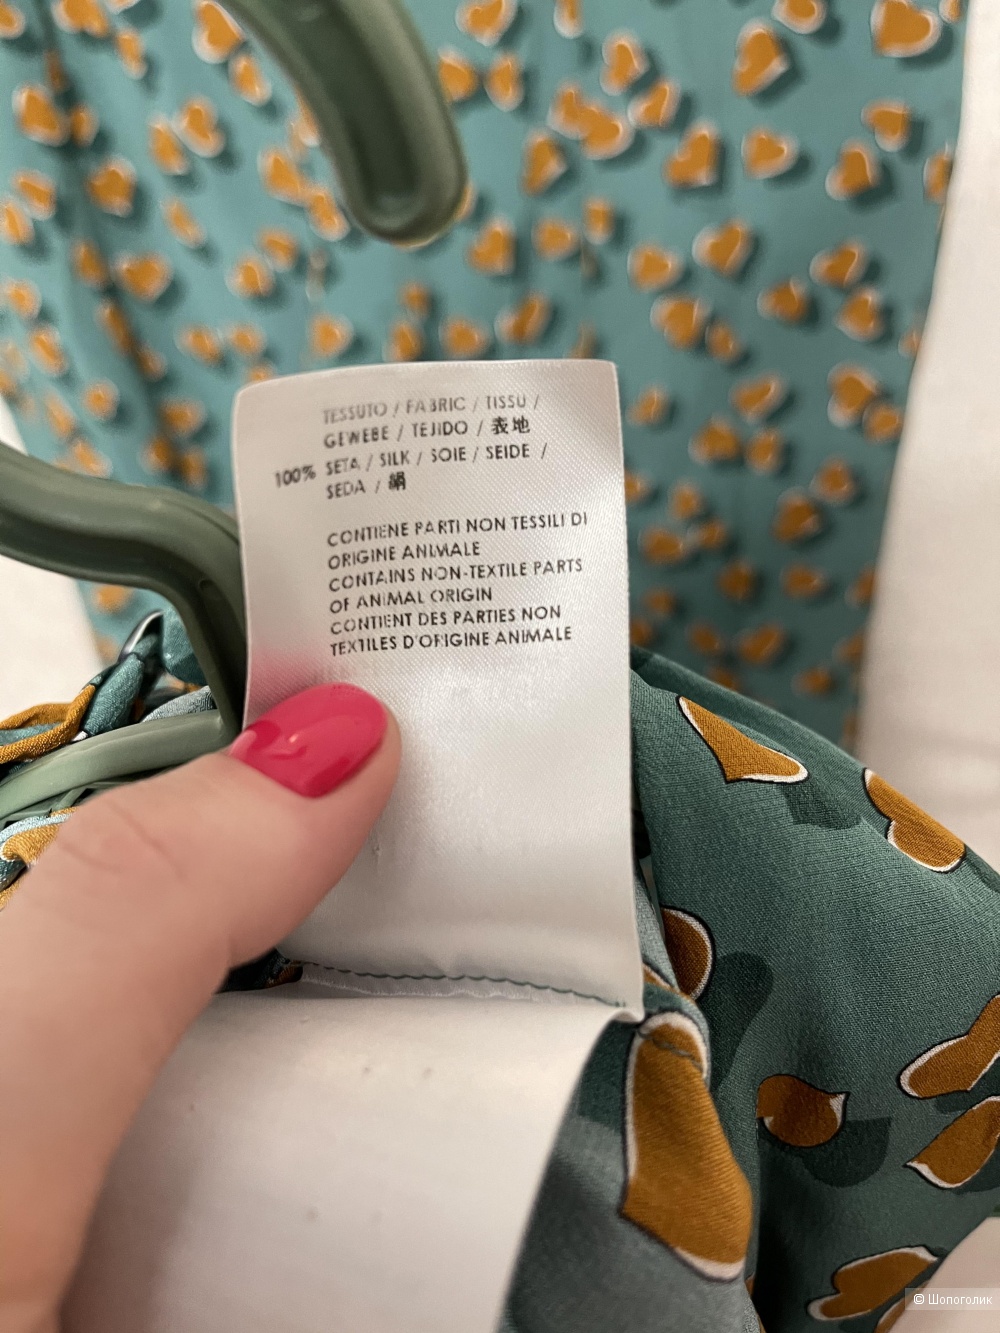 TESSUTO / FABRIC / TISSU /
GEWEBE / TEJIDO / 表地
100% SETA / SILK / SOIE / SEIDE /
SEDA / 絹
CONTIENE PARTI NON TESSILI DI
ORIGINE ANIMALE
CONTAINS NON-TEXTILE PARTS
OF ANIMAL ORIGIN
CONTIENT DES PARTIES NON
TEXTILES D'ORIGINE ANIMALE
© Шопоголик